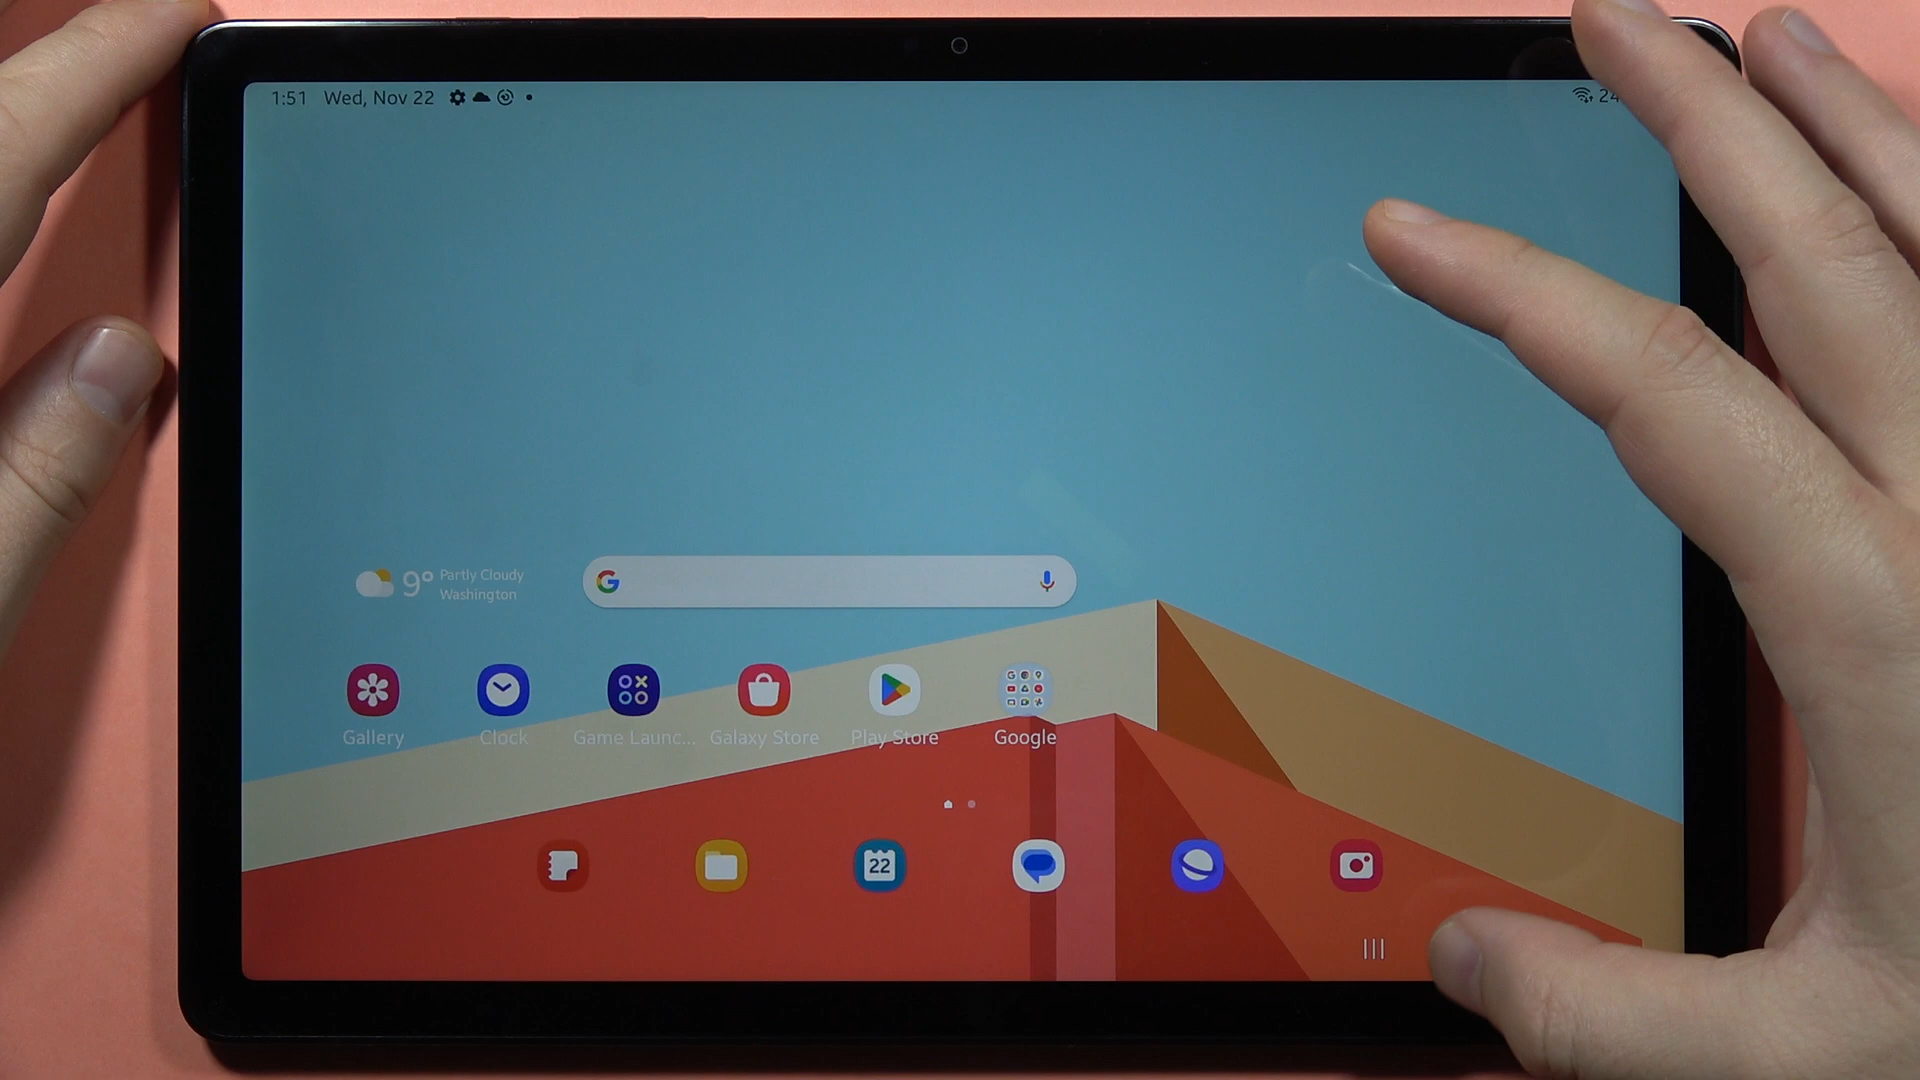 1:51 Wed, Nov 22
24
9° Partly Cloudy
Washington
Gallery
Clock
Game Launc...
Galaxy Store
Play Store
Google
22